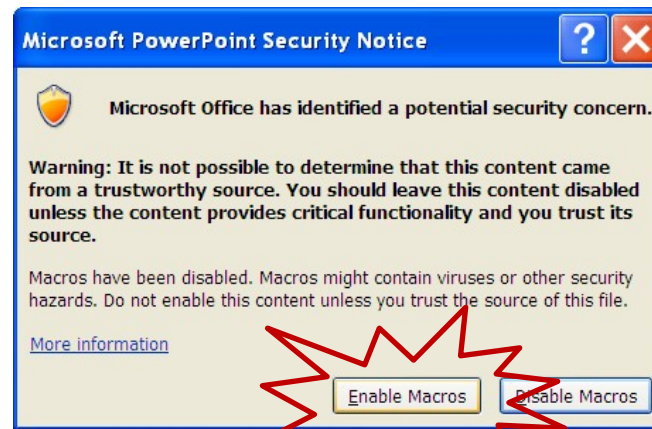 Microsoft PowerPoint Security Notice
?
Microsoft Office has identified a potential security concern.
Warning: It is not possible to determine that this content came
from a trustworthy source. You should leave this content disabled
unless the content provides critical functionality and you trust its
source.
Macros have been disabled. Macros might contain viruses or other security
hazards. Do not enable this content unless you trust the source of this file.
More information
Enable Macros
Disable Macros